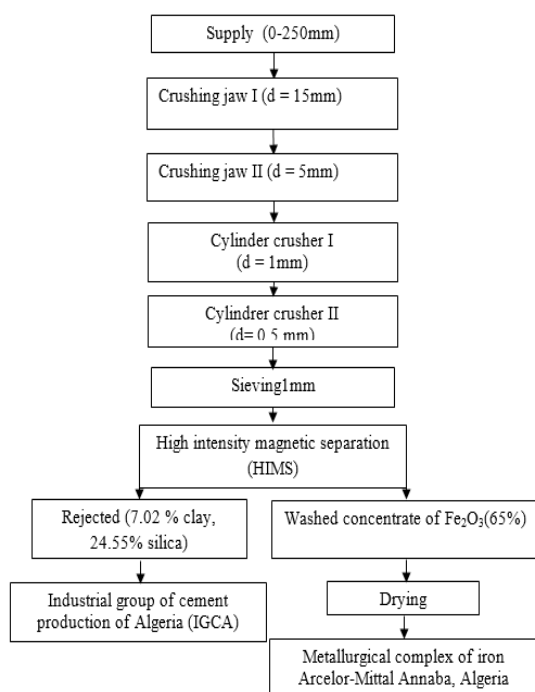 Supply (0-250mm)
Crushing jaw I (d = 15mm)
Crushing jaw II (d = 5mm)
Cylinder crusher I
(d = 1mm)
Cylindrer crusher II
(d= 0.5 mm)
Sieving1mm
High intensity magnetic separation
(HIMS)
Rejected (7.02 % clay,
24.55% silica)
Washed concentrate of Fe₂O₃(65%)
Industrial group of cement
production of Algeria (IGCA)
Drying
Metallurgical complex of iron
Arcelor-Mittal Annaba, Algeria